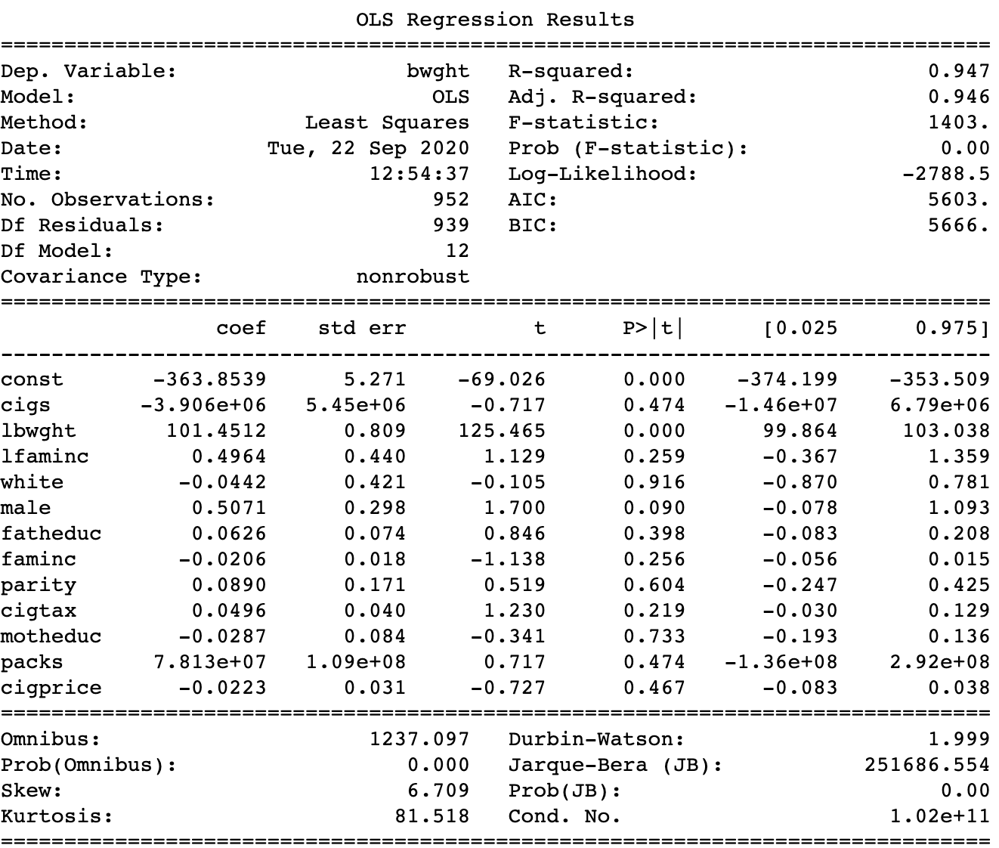 OLS Regression Results
==============================================================================
Dep. Variable:                  bwght   R-squared:                       0.947
Model:                            OLS   Adj. R-squared:                  0.946
Method:                 Least Squares   F-statistic:                     1403.
Date:                Tue, 22 Sep 2020   Prob (F-statistic):               0.00
Time:                        12:54:37   Log-Likelihood:                -2788.5
No. Observations:                 952   AIC:                             5603.
Df Residuals:                     939   BIC:                             5666.
Df Model:                          12
Covariance Type:            nonrobust
==============================================================================
                 coef    std err          t      P>|t|      [0.025      0.975]
------------------------------------------------------------------------------
const       -363.8539      5.271    -69.026      0.000    -374.199    -353.509
cigs       -3.906e+06   5.45e+06     -0.717      0.474   -1.46e+07    6.79e+06
lbwght       101.4512      0.809    125.465      0.000      99.864     103.038
lfaminc        0.4964      0.440      1.129      0.259      -0.367       1.359
white         -0.0442      0.421     -0.105      0.916      -0.870       0.781
male           0.5071      0.298      1.700      0.090      -0.078       1.093
fatheduc       0.0626      0.074      0.846      0.398      -0.083       0.208
faminc        -0.0206      0.018     -1.138      0.256      -0.056       0.015
parity         0.0890      0.171      0.519      0.604      -0.247       0.425
cigtax         0.0496      0.040      1.230      0.219      -0.030       0.129
motheduc      -0.0287      0.084     -0.341      0.733      -0.193       0.136
packs       7.813e+07   1.09e+08      0.717      0.474   -1.36e+08    2.92e+08
cigprice      -0.0223      0.031     -0.727      0.467      -0.083       0.038
==============================================================================
Omnibus:                     1237.097   Durbin-Watson:                   1.999
Prob(Omnibus):                  0.000   Jarque-Bera (JB):           251686.554
Skew:                           6.709   Prob(JB):                         0.00
Kurtosis:                      81.518   Cond. No.                     1.02e+11
==============================================================================